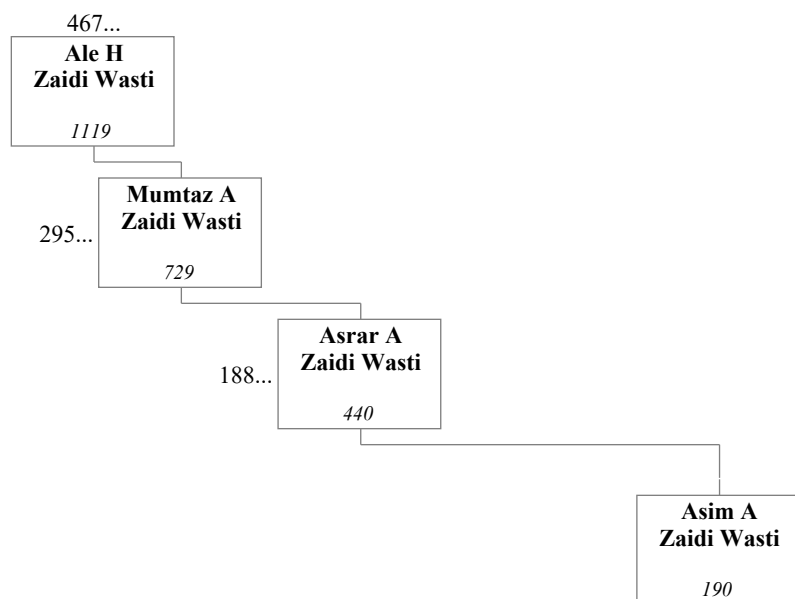 467...
Ale H
Zaidi Wasti
1119
Mumtaz A
Zaidi Wasti
295...
729
Asrar A
Zaidi Wasti
188...
440
Asim A
Zaidi Wasti
190